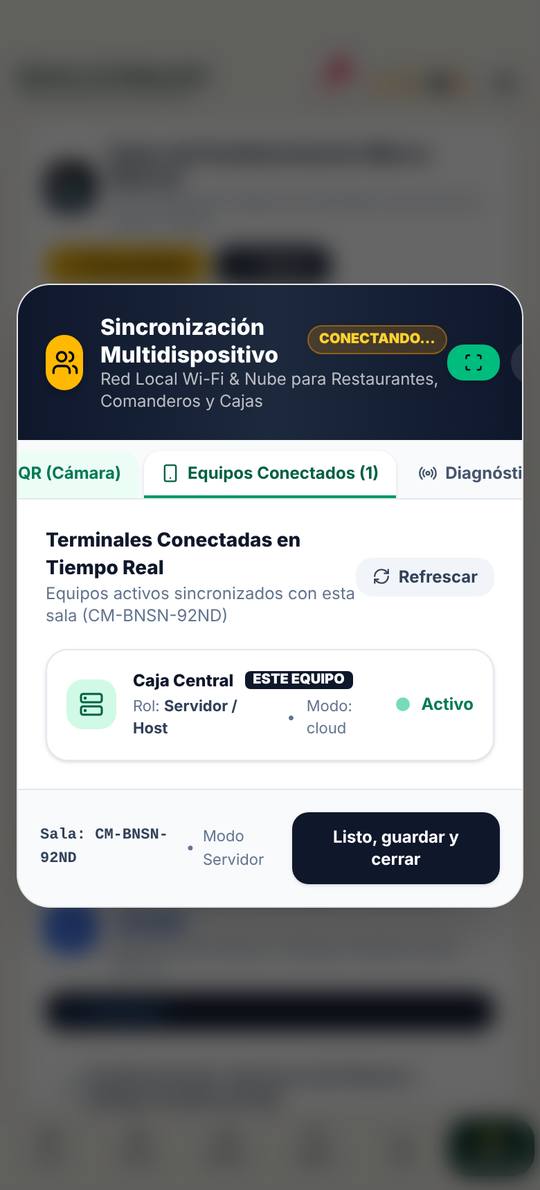 Sincronización
Multidispositivo
CONECTANDO...
Red Local Wi-Fi & Nube para Restaurantes,
Comanderos y Cajas
QR (Cámara)
Equipos Conectados (1)
Diagnósti
Terminales Conectadas en
Tiempo Real
Equipos activos sincronizados con esta
sala (CM-BNSN-92ND)
Refrescar
Caja Central
ESTE EQUIPO
Rol: Servidor /
Host
•
Modo:
cloud
Activo
Sala: CM-BNSN-
92ND
•
Modo
Servidor
Listo, guardar y
cerrar